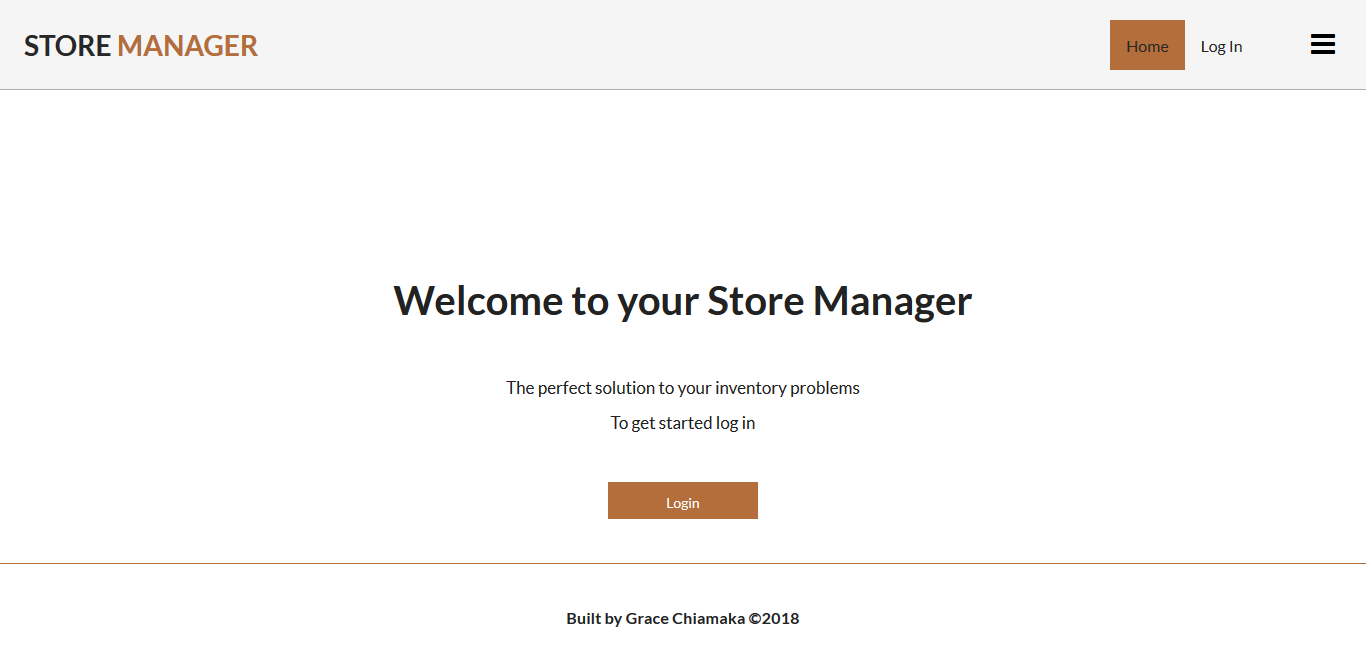 STORE MANAGER
Home
Log In
Welcome to your Store Manager
The perfect solution to your inventory problems
To get started log in
Login
Built by Grace Chiamaka ©2018